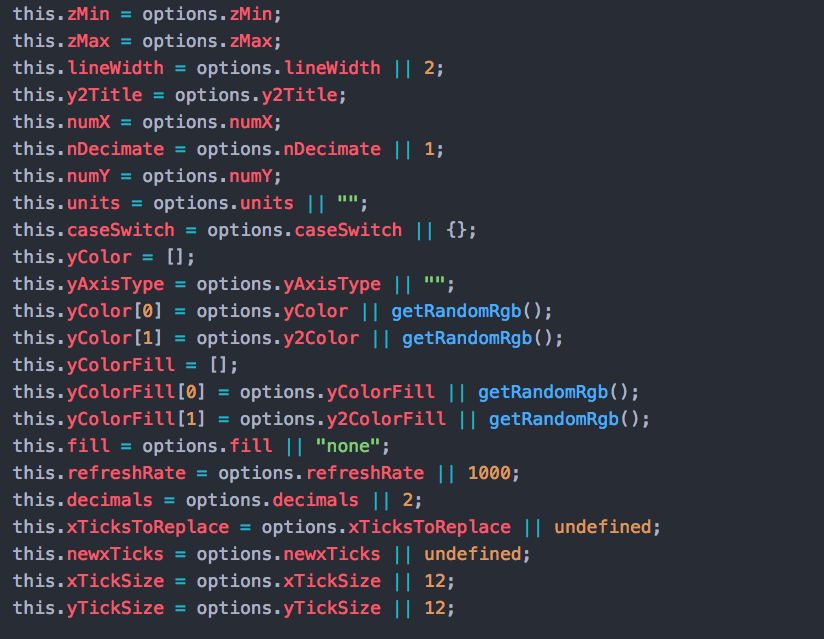 this.zMin = options.zMin;
this.zMax = options.zMax;
this.lineWidth = options.lineWidth || 2;
this.y2Title = options.y2Title;
this.numX = options.numX;
this.nDecimate = options.nDecimate || 1;
this.numY = options.numY;
this.units = options.units || "";
this.caseSwitch = options.caseSwitch || {};
this.yColor = [];
this.yAxisType = options.yAxisType || "";
this.yColor[0] = options.yColor || getRandomRgb();
this.yColor[1] = options.y2Color || getRandomRgb();
this.yColorFill = [];
this.yColorFill[0] = options.yColorFill || getRandomRgb();
this.yColorFill[1] = options.y2ColorFill || getRandomRgb();
this.fill = options.fill || "none";
this.refreshRate = options.refreshRate || 1000;
this.decimals = options.decimals || 2;
this.xTicksToReplace = options.xTicksToReplace || undefined;
this.newxTicks = options.newxTicks || undefined;
this.xTickSize = options.xTickSize || 12;
this.yTickSize = options.yTickSize || 12;